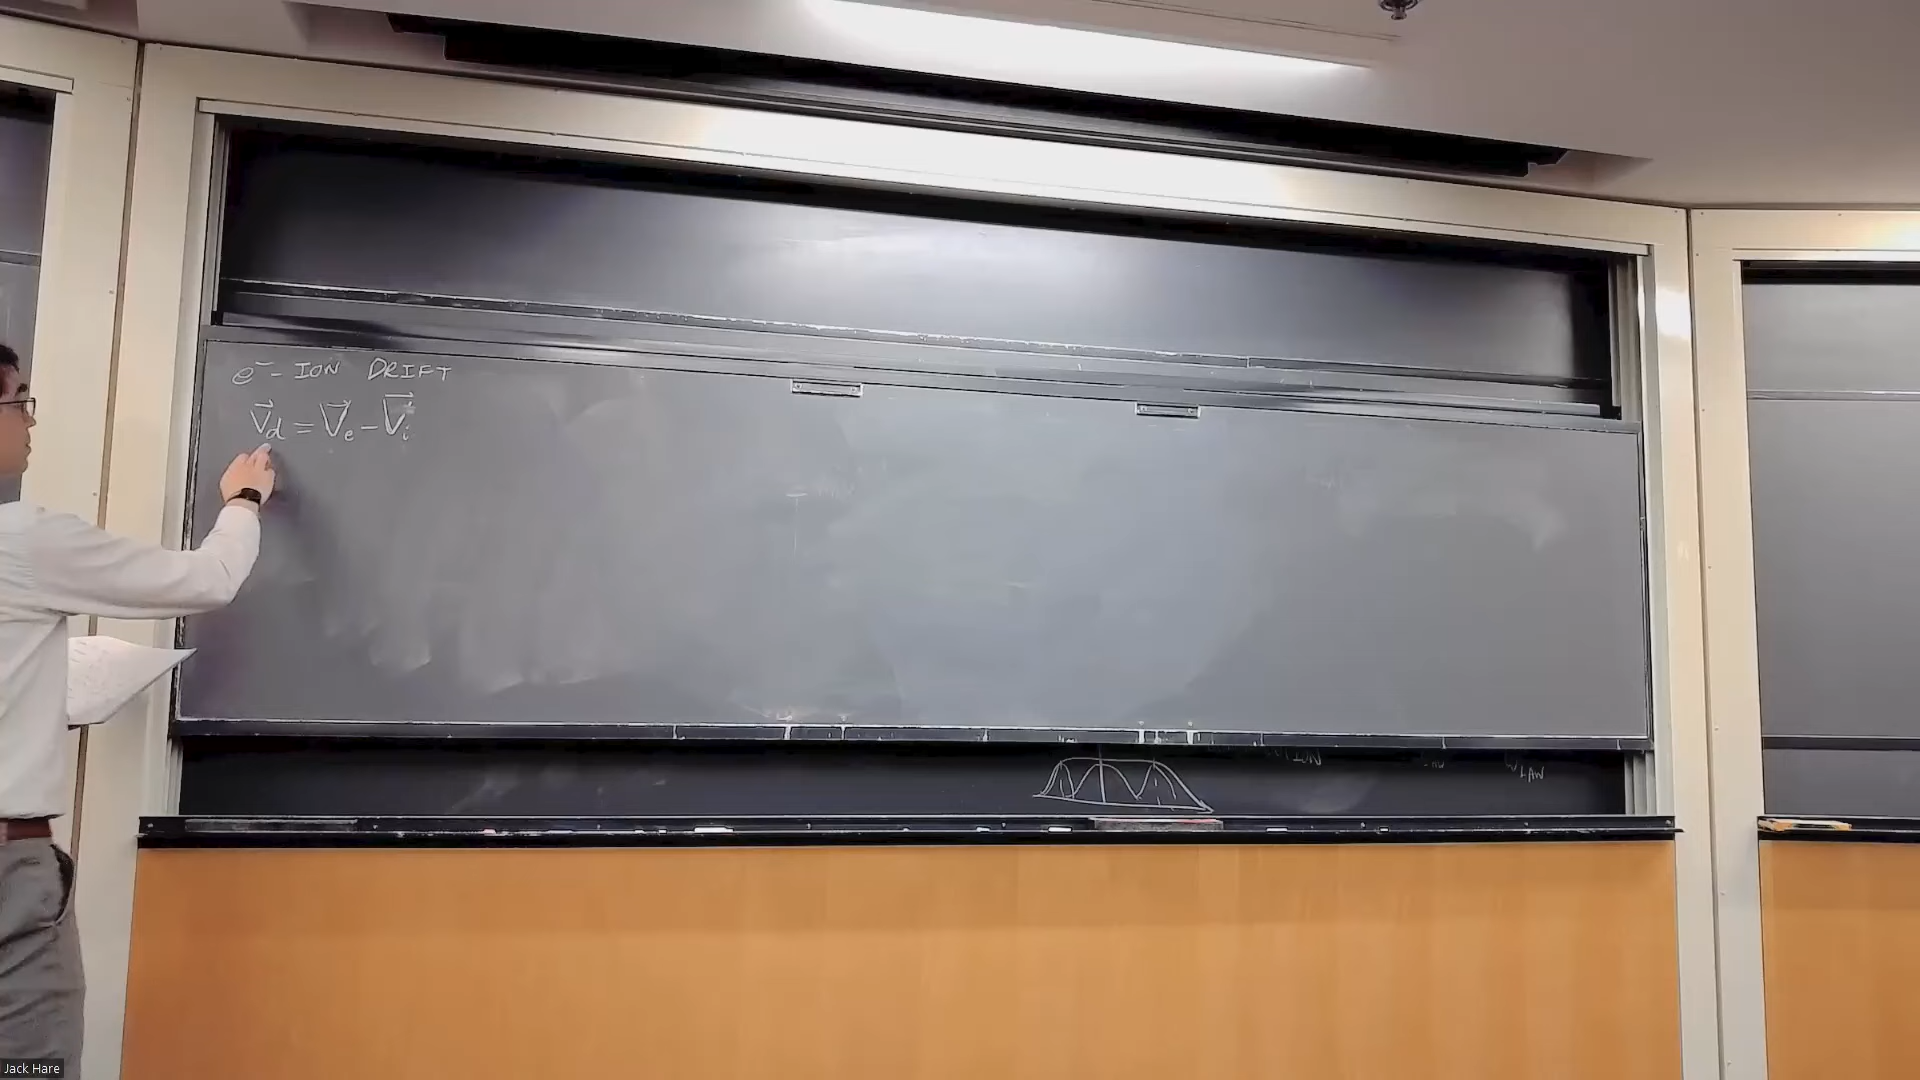 e⁻ - ION DRIFT
V⃗d = V⃗e - V⃗i
Jack Hare